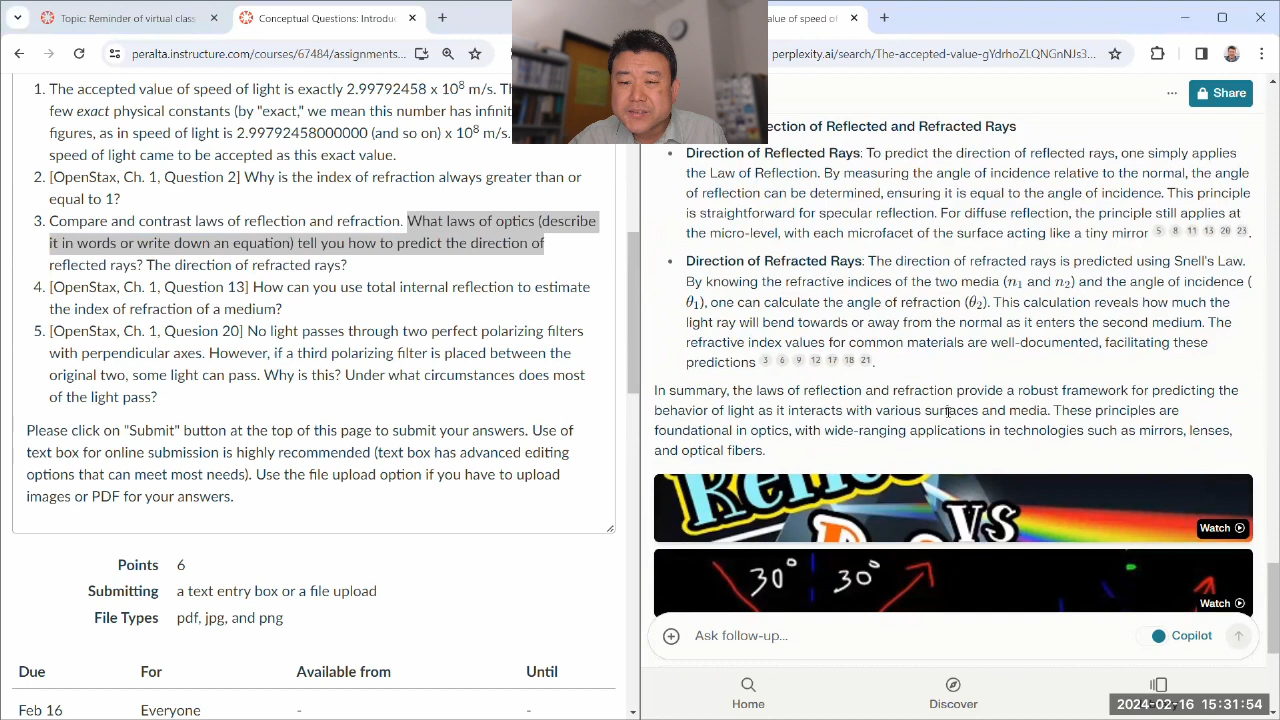 Topic: Reminder of virtual class
Conceptual Questions: Introduc
alue of speed of
peralta.instructure.com/courses/67484/assignments...
perplexity.ai/search/The-accepted-value-gYdrhoZLQNGnNJs3...
1. The accepted value of speed of light is exactly 2.99792458 x 10⁸ m/s. Th
few exact physical constants (by "exact," we mean this number has infinit
figures, as in speed of light is 2.99792458000000 (and so on) x 10⁸ m/s.
speed of light came to be accepted as this exact value.
2. [OpenStax, Ch. 1, Question 2] Why is the index of refraction always greater than or
equal to 1?
3. Compare and contrast laws of reflection and refraction. What laws of optics (describe
it in words or write down an equation) tell you how to predict the direction of
reflected rays? The direction of refracted rays?
4. [OpenStax, Ch. 1, Question 13] How can you use total internal reflection to estimate
the index of refraction of a medium?
5. [OpenStax, Ch. 1, Quesion 20] No light passes through two perfect polarizing filters
with perpendicular axes. However, if a third polarizing filter is placed between the
original two, some light can pass. Why is this? Under what circumstances does most
of the light pass?
Please click on "Submit" button at the top of this page to submit your answers. Use of
text box for online submission is highly recommended (text box has advanced editing
options that can meet most needs). Use the file upload option if you have to upload
images or PDF for your answers.
Points 6
Submitting a text entry box or a file upload
File Types pdf, jpg, and png
Due For Available from Until
Feb 16 Everyone - -
Share
ection of Reflected and Refracted Rays
• Direction of Reflected Rays: To predict the direction of reflected rays, one simply applies
the Law of Reflection. By measuring the angle of incidence relative to the normal, the angle
of reflection can be determined, ensuring it is equal to the angle of incidence. This principle
is straightforward for specular reflection. For diffuse reflection, the principle still applies at
the micro-level, with each microfacet of the surface acting like a tiny mirror 5 8 11 13 20 23.
• Direction of Refracted Rays: The direction of refracted rays is predicted using Snell's Law.
By knowing the refractive indices of the two media (n₁ and n₂) and the angle of incidence (
θ₁), one can calculate the angle of refraction (θ₂). This calculation reveals how much the
light ray will bend towards or away from the normal as it enters the second medium. The
refractive index values for common materials are well-documented, facilitating these
predictions 3 6 9 12 17 18 21.
In summary, the laws of reflection and refraction provide a robust framework for predicting the
behavior of light as it interacts with various surfaces and media. These principles are
foundational in optics, with wide-ranging applications in technologies such as mirrors, lenses,
and optical fibers.
vs
Watch
30° 30°
Watch
Ask follow-up...
Copilot
Home
Discover
2024-02-16 15:31:54